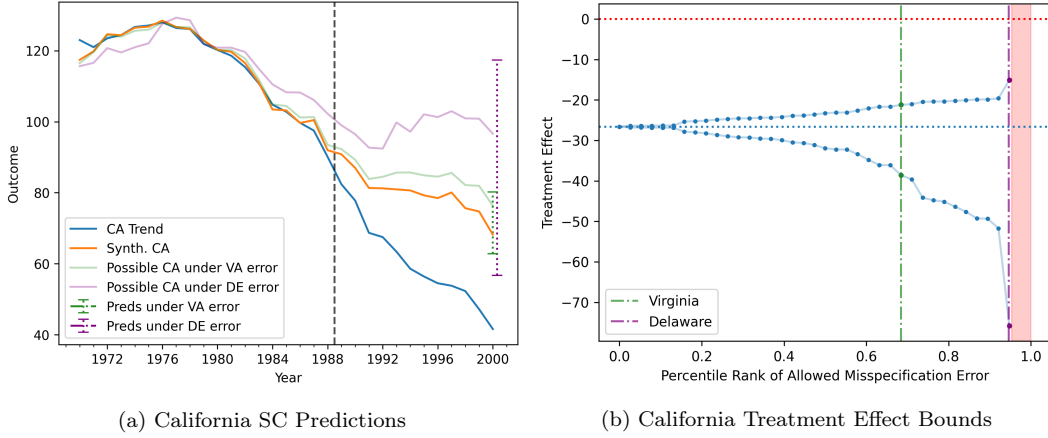 120
100
80
60
40
Outcome
CA Trend
Synth. CA
Possible CA under VA error
Possible CA under DE error
Preds under VA error
Preds under DE error
1972
1976
1980
1984
1988
1992
1996
2000
Year
(a) California SC Predictions
0
−10
−20
−30
−40
−50
−60
−70
Treatment Effect
Virginia
Delaware
0.0
0.2
0.4
0.6
0.8
1.0
Percentile Rank of Allowed Misspecification Error
(b) California Treatment Effect Bounds